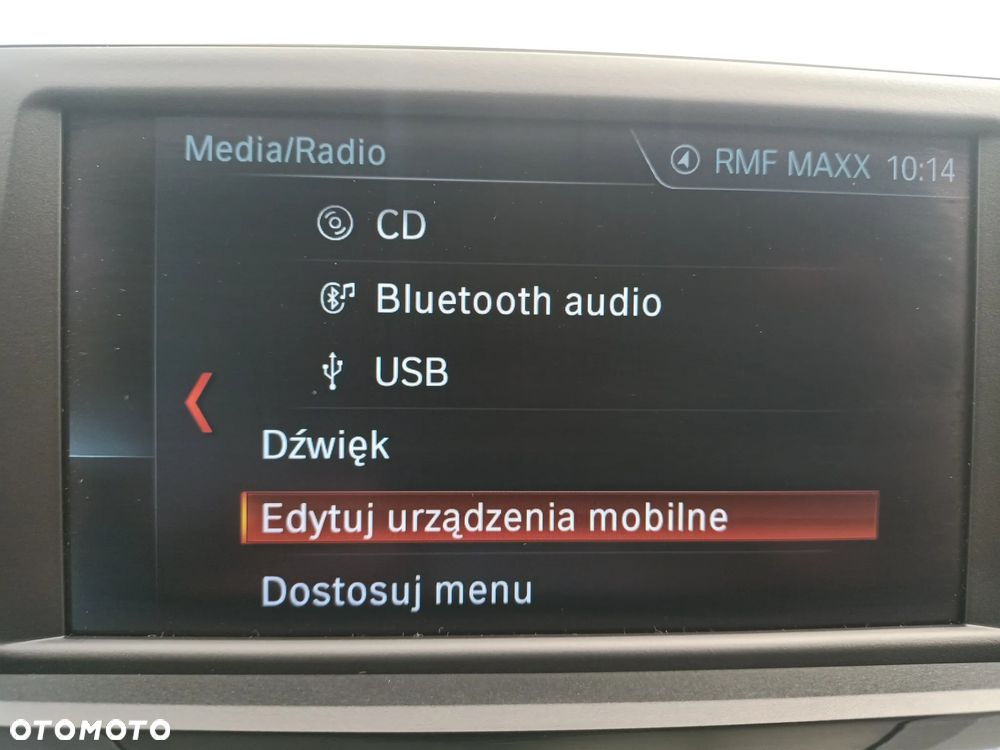 Media/Radio
RMF MAXX 10:14
CD
Bluetooth audio
USB
Dźwięk
Edytuj urządzenia mobilne
Dostosuj menu
OTOMOTO